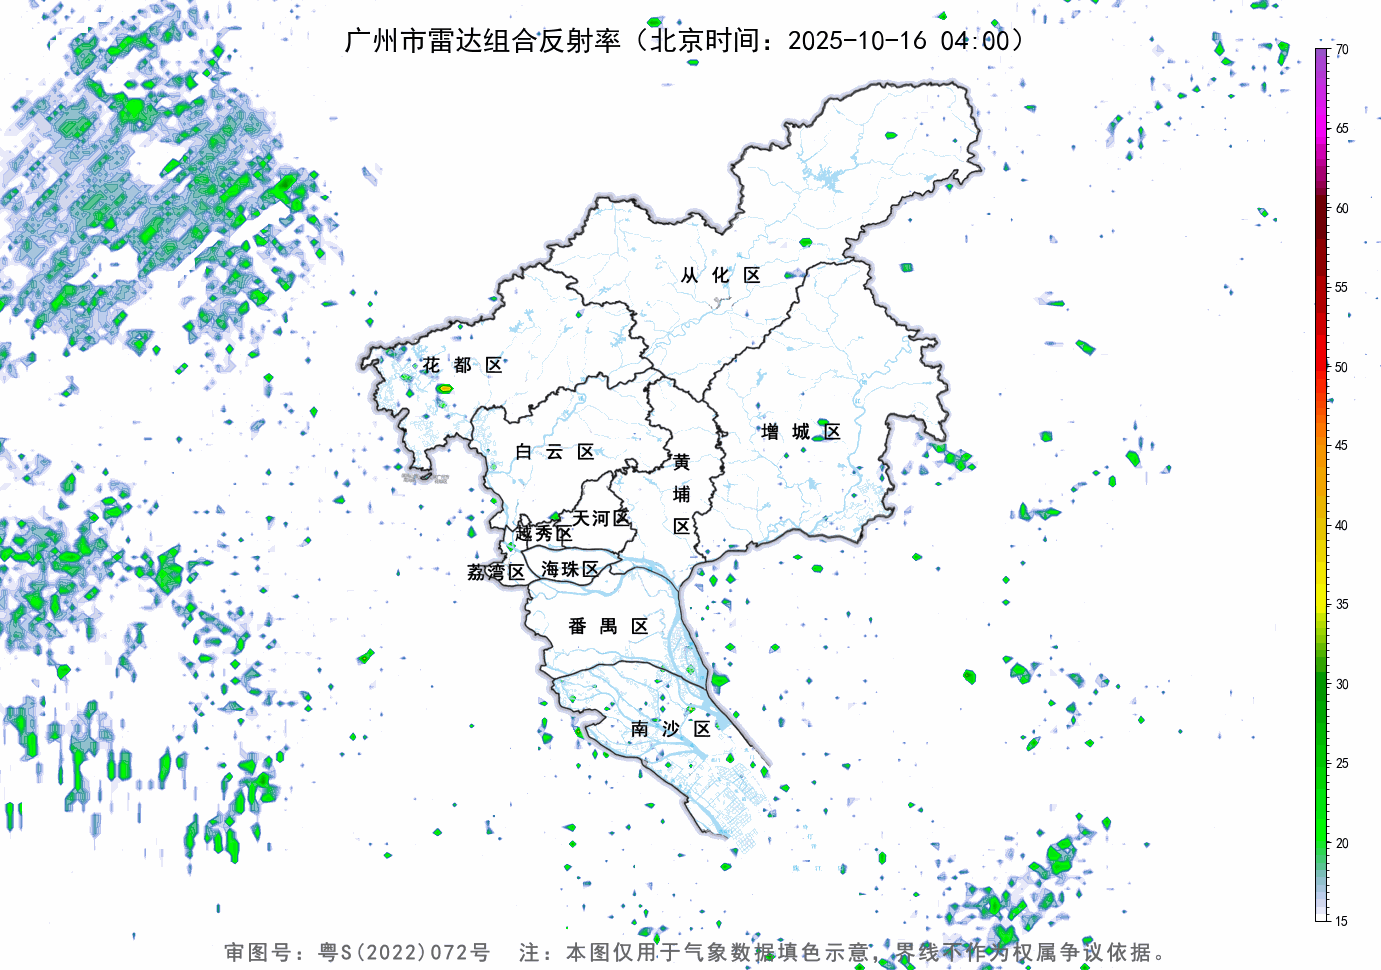 广州市雷达组合反射率（北京时间：2025-10-16 04:00）
70
65
60
55
50
45
40
35
30
25
20
15
从化区
花都区
增城区
白云区
黄埔区
天河区
越秀区
荔湾区
海珠区
番禺区
南沙区
审图号：粤S(2022)072号 注：本图仅用于气象数据填色示意，界线不作为权属争议依据。